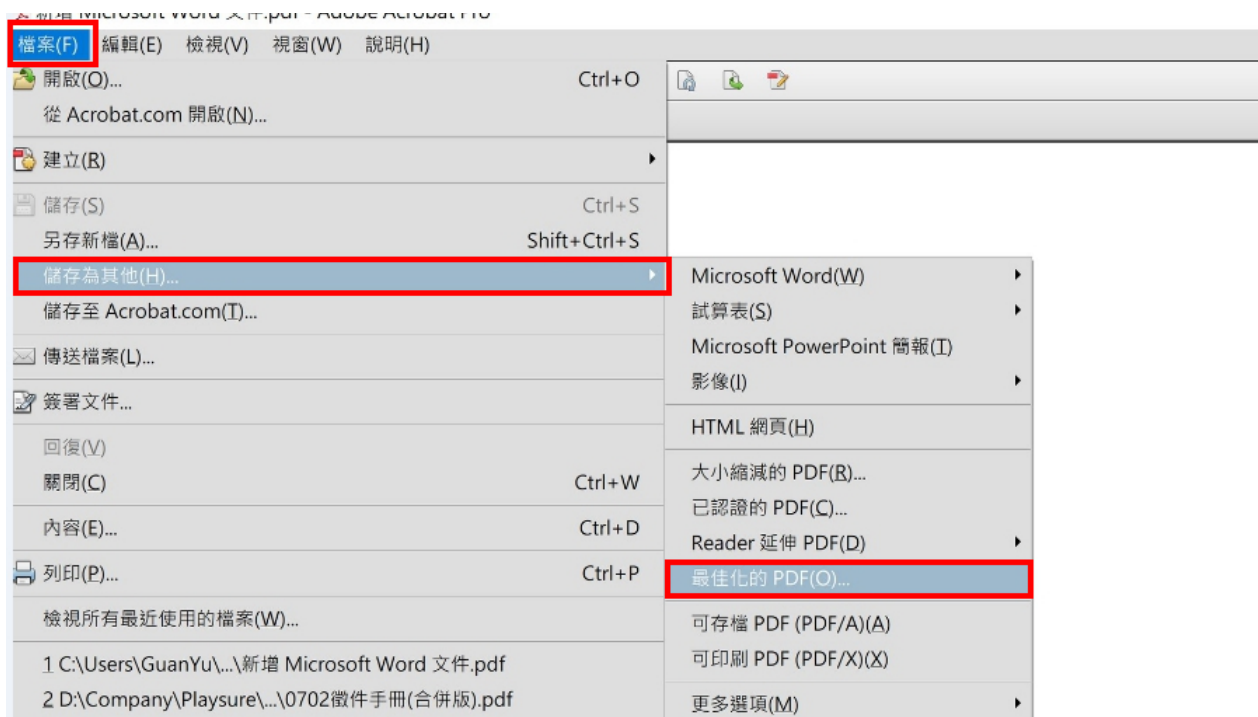 新增 Microsoft Word 文件.pdf - Adobe Acrobat Pro
檔案(F) 編輯(E) 檢視(V) 視窗(W) 說明(H)
開啟(O)... Ctrl+O
從 Acrobat.com 開啟(N)...
建立(R)
儲存(S) Ctrl+S
另存新檔(A)... Shift+Ctrl+S
儲存為其他(H)...
儲存至 Acrobat.com(T)...
傳送檔案(L)...
簽署文件...
回復(V)
關閉(C) Ctrl+W
內容(E)... Ctrl+D
列印(P)... Ctrl+P
檢視所有最近使用的檔案(W)...
1 C:\Users\GuanYu\...\新增 Microsoft Word 文件.pdf
2 D:\Company\Playsure\...\0702徵件手冊(合併版).pdf
Microsoft Word(W)
試算表(S)
Microsoft PowerPoint 簡報(T)
影像(I)
HTML 網頁(H)
大小縮減的 PDF(R)...
已認證的 PDF(C)...
Reader 延伸 PDF(D)
最佳化的 PDF(O)...
可存檔 PDF (PDF/A)(A)
可印刷 PDF (PDF/X)(X)
更多選項(M)